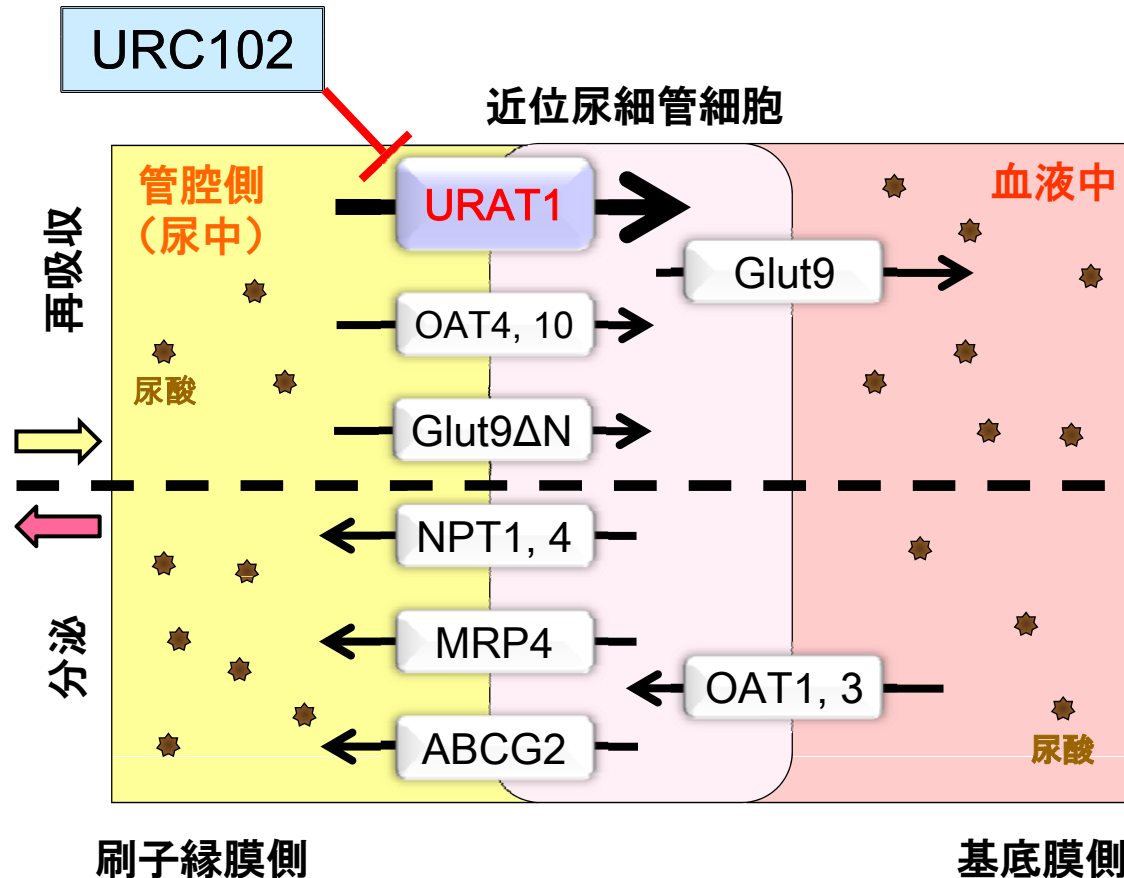 URC102
近位尿細管細胞
管腔側
（尿中）
血液中
再吸収
URAT1
Glut9
OAT4, 10
尿酸
Glut9ΔN
NPT1, 4
分泌
MRP4
OAT1, 3
ABCG2
尿酸
刷子縁膜側
基底膜側